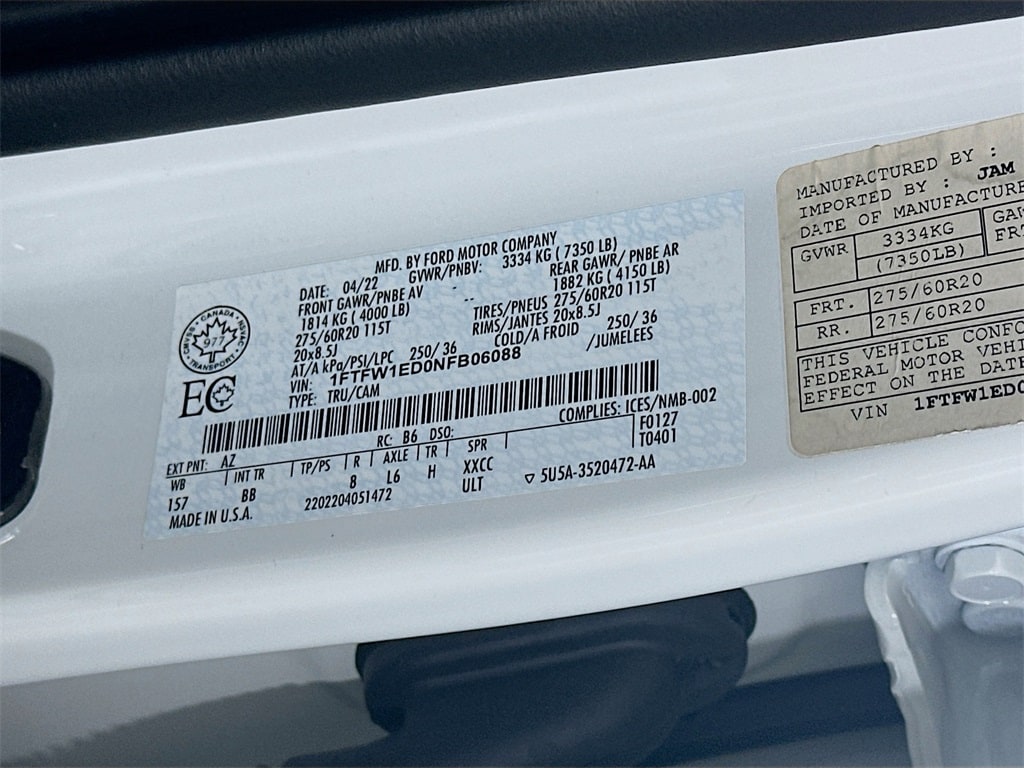 MFD. BY FORD MOTOR COMPANY
DATE: 04/22 GVWR/PNBV: 3334 KG ( 7350 LB)
FRONT GAWR/PNBE AV - REAR GAWR/ PNBE AR
1814 KG ( 4000 LB) -- 1882 KG ( 4150 LB)
275/60R20 115T TIRES/PNEUS 275/60R20 115T
20x8.5J RIMS/JANTES 20x8.5J
AT/A kPa/PSI/LPC 250/ 36 COLD/A FROID 250/ 36
VIN: 1FTFW1ED0NFB06088 /JUMELEES
TYPE: TRU/CAM
CANADA
977
TRANSPORT
EC
COMPLIES: ICES/NMB-002
EXT PNT: AZ RC: B6 DSO: F0127
WB INT TR TP/PS R AXLE TR SPR T0401
157 BB 8 L6 H XXCC
MADE IN U.S.A. 2202204051472 ULT 5U5A-3520472-AA
MANUFACTURED BY :
IMPORTED BY : JAM
DATE OF MANUFACTURE
GVWR 3334KG GAW
(7350LB) FRT
FRT. 275/60R20
RR. 275/60R20
THIS VEHICLE CONFO
FEDERAL MOTOR VEHI
EFFECT ON THE DATE
VIN 1FTFW1ED0